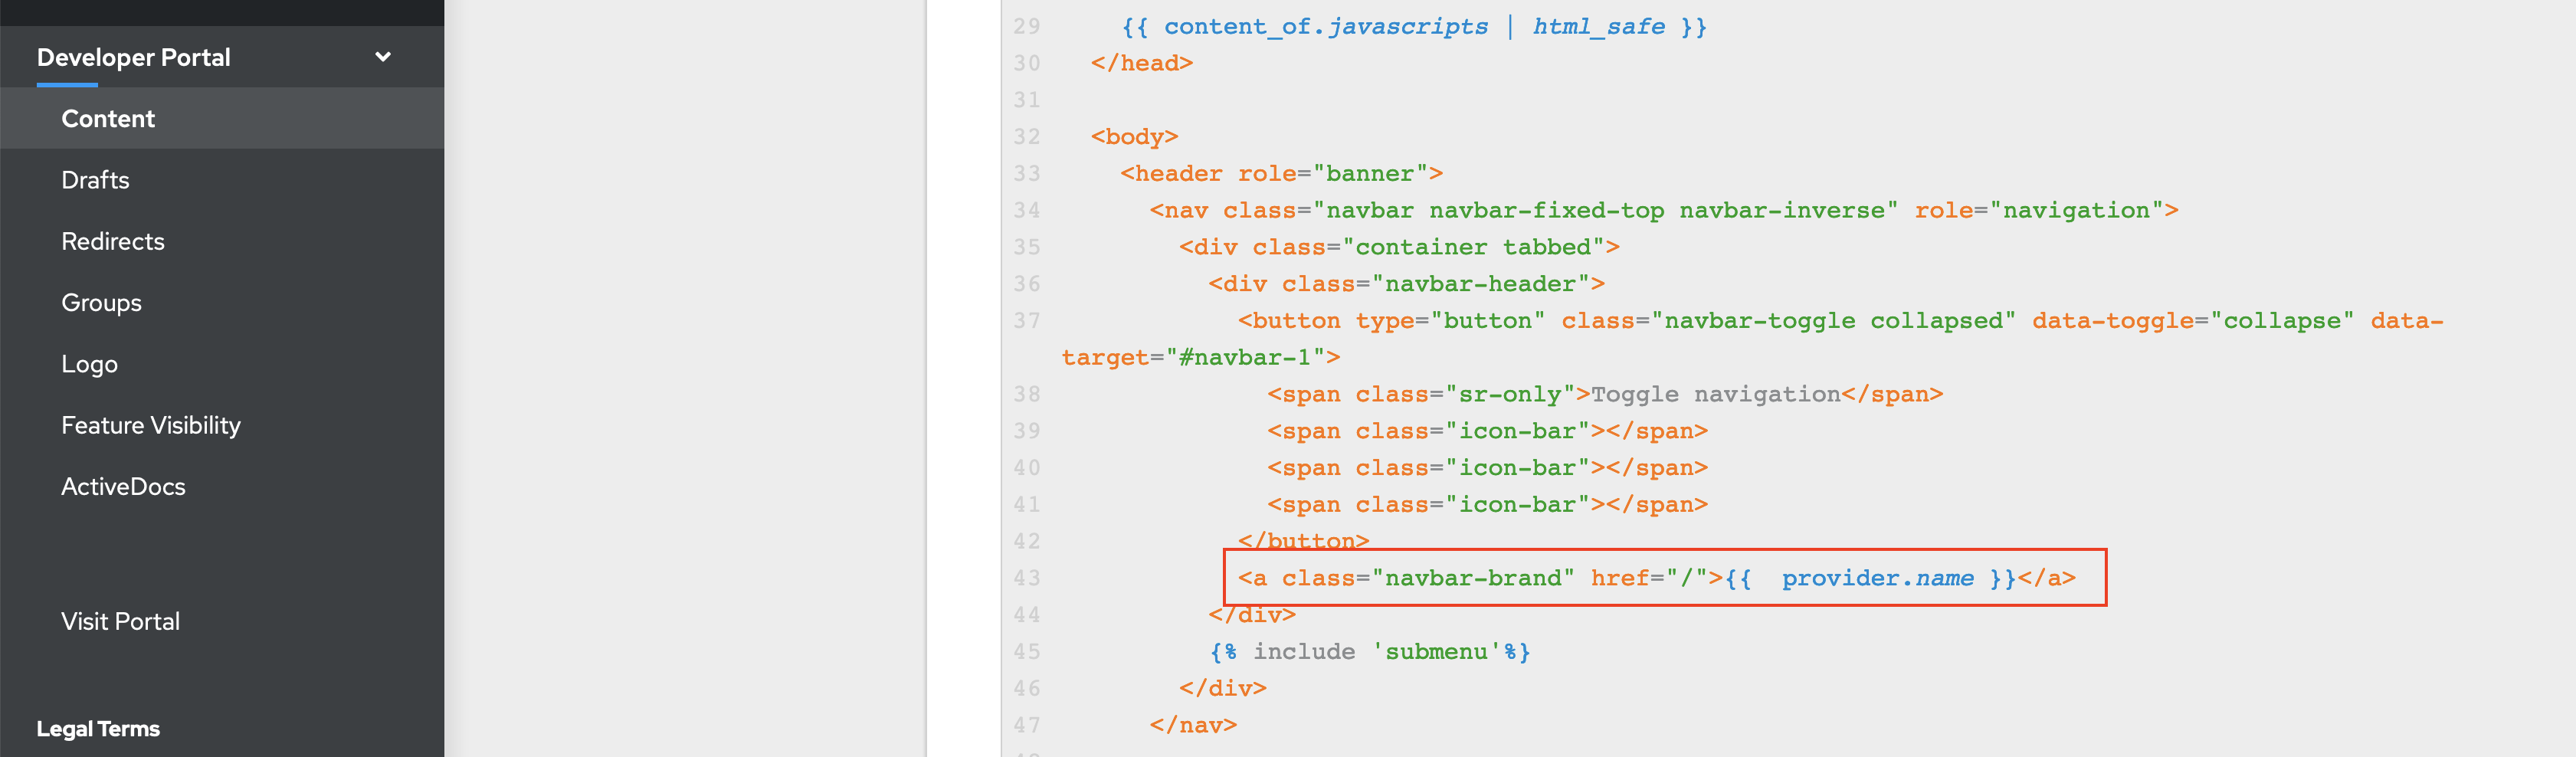 Developer Portal
Content
Drafts
Redirects
Groups
Logo
Feature Visibility
ActiveDocs
Visit Portal
Legal Terms
29 {{ content_of.javascripts | html_safe }}
30 </head>
31
32 <body>
33 <header role="banner">
34 <nav class="navbar navbar-fixed-top navbar-inverse" role="navigation">
35 <div class="container tabbed">
36 <div class="navbar-header">
37 <button type="button" class="navbar-toggle collapsed" data-toggle="collapse" data-
target="#navbar-1">
38 <span class="sr-only">Toggle navigation</span>
39 <span class="icon-bar"></span>
40 <span class="icon-bar"></span>
41 <span class="icon-bar"></span>
42 </button>
43 <a class="navbar-brand" href="/">{{  provider.name }}</a>
44 </div>
45 {% include 'submenu'%}
46 </div>
47 </nav>